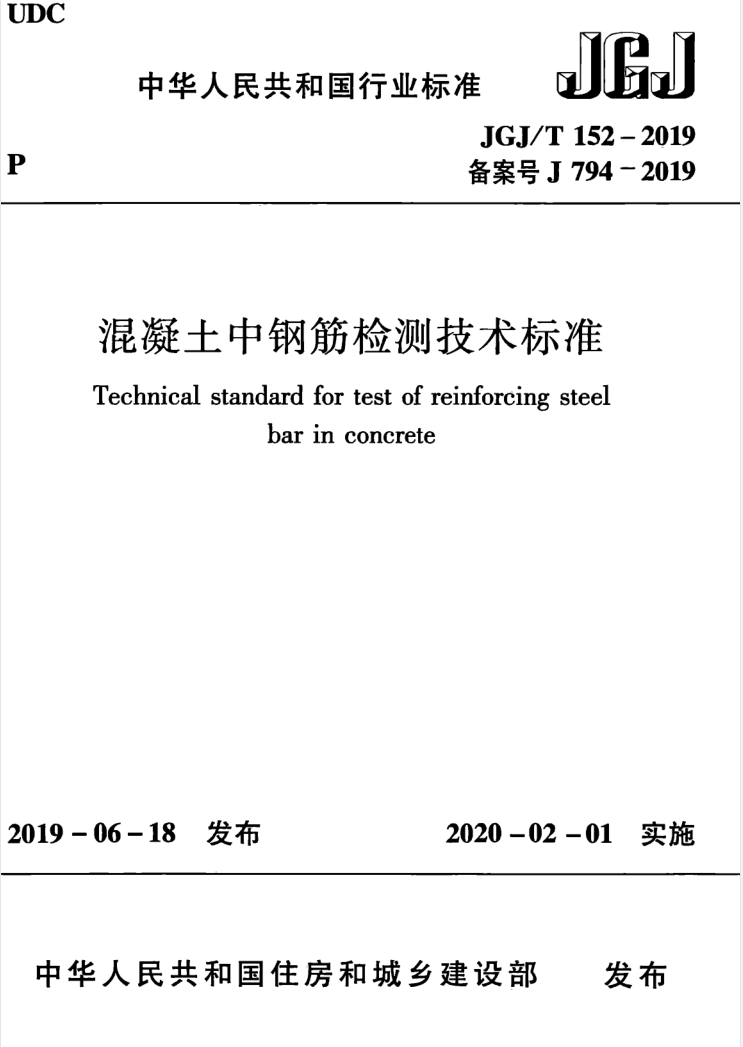 UDC
中华人民共和国行业标准
JGJ
JGJ/T 152－2019
P
备案号 J 794－2019
混凝土中钢筋检测技术标准
Technical standard for test of reinforcing steel
bar in concrete
2019－06－18 发布
2020－02－01 实施
中华人民共和国住房和城乡建设部 发布